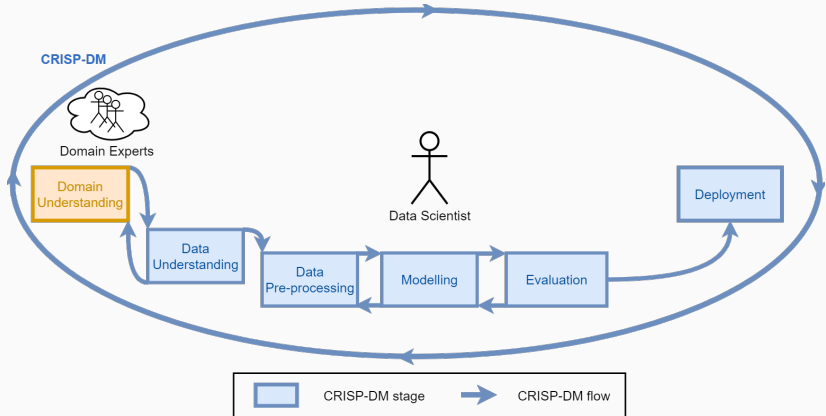 CRISP-DM
Domain Experts
Domain
Understanding
Data Scientist
Deployment
Data
Understanding
Data
Pre-processing
Modelling
Evaluation
CRISP-DM stage
CRISP-DM flow